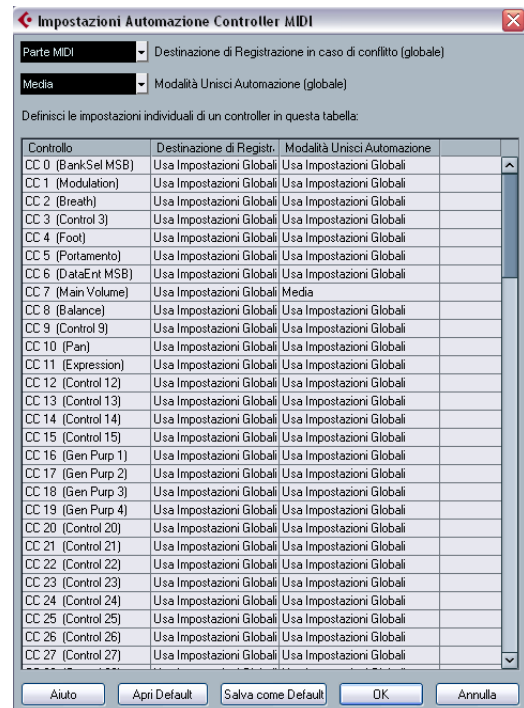 Impostazioni Automazione Controller MIDI
Parte MIDI Destinazione di Registrazione in caso di conflitto (globale)
Media Modalità Unisci Automazione (globale)
Definisci le impostazioni individuali di un controller in questa tabella:
Controllo Destinazione di Registr. Modalità Unisci Automazione
CC 0 (BankSel MSB) Usa Impostazioni Globali Usa Impostazioni Globali
CC 1 (Modulation) Usa Impostazioni Globali Usa Impostazioni Globali
CC 2 (Breath) Usa Impostazioni Globali Usa Impostazioni Globali
CC 3 (Control 3) Usa Impostazioni Globali Usa Impostazioni Globali
CC 4 (Foot) Usa Impostazioni Globali Usa Impostazioni Globali
CC 5 (Portamento) Usa Impostazioni Globali Usa Impostazioni Globali
CC 6 (DataEnt MSB) Usa Impostazioni Globali Usa Impostazioni Globali
CC 7 (Main Volume) Usa Impostazioni Globali Media
CC 8 (Balance) Usa Impostazioni Globali Usa Impostazioni Globali
CC 9 (Control 9) Usa Impostazioni Globali Usa Impostazioni Globali
CC 10 (Pan) Usa Impostazioni Globali Usa Impostazioni Globali
CC 11 (Expression) Usa Impostazioni Globali Usa Impostazioni Globali
CC 12 (Control 12) Usa Impostazioni Globali Usa Impostazioni Globali
CC 13 (Control 13) Usa Impostazioni Globali Usa Impostazioni Globali
CC 14 (Control 14) Usa Impostazioni Globali Usa Impostazioni Globali
CC 15 (Control 15) Usa Impostazioni Globali Usa Impostazioni Globali
CC 16 (Gen Purp 1) Usa Impostazioni Globali Usa Impostazioni Globali
CC 17 (Gen Purp 2) Usa Impostazioni Globali Usa Impostazioni Globali
CC 18 (Gen Purp 3) Usa Impostazioni Globali Usa Impostazioni Globali
CC 19 (Gen Purp 4) Usa Impostazioni Globali Usa Impostazioni Globali
CC 20 (Control 20) Usa Impostazioni Globali Usa Impostazioni Globali
CC 21 (Control 21) Usa Impostazioni Globali Usa Impostazioni Globali
CC 22 (Control 22) Usa Impostazioni Globali Usa Impostazioni Globali
CC 23 (Control 23) Usa Impostazioni Globali Usa Impostazioni Globali
CC 24 (Control 24) Usa Impostazioni Globali Usa Impostazioni Globali
CC 25 (Control 25) Usa Impostazioni Globali Usa Impostazioni Globali
CC 26 (Control 26) Usa Impostazioni Globali Usa Impostazioni Globali
CC 27 (Control 27) Usa Impostazioni Globali Usa Impostazioni Globali
Aiuto Apri Default Salva come Default OK Annulla